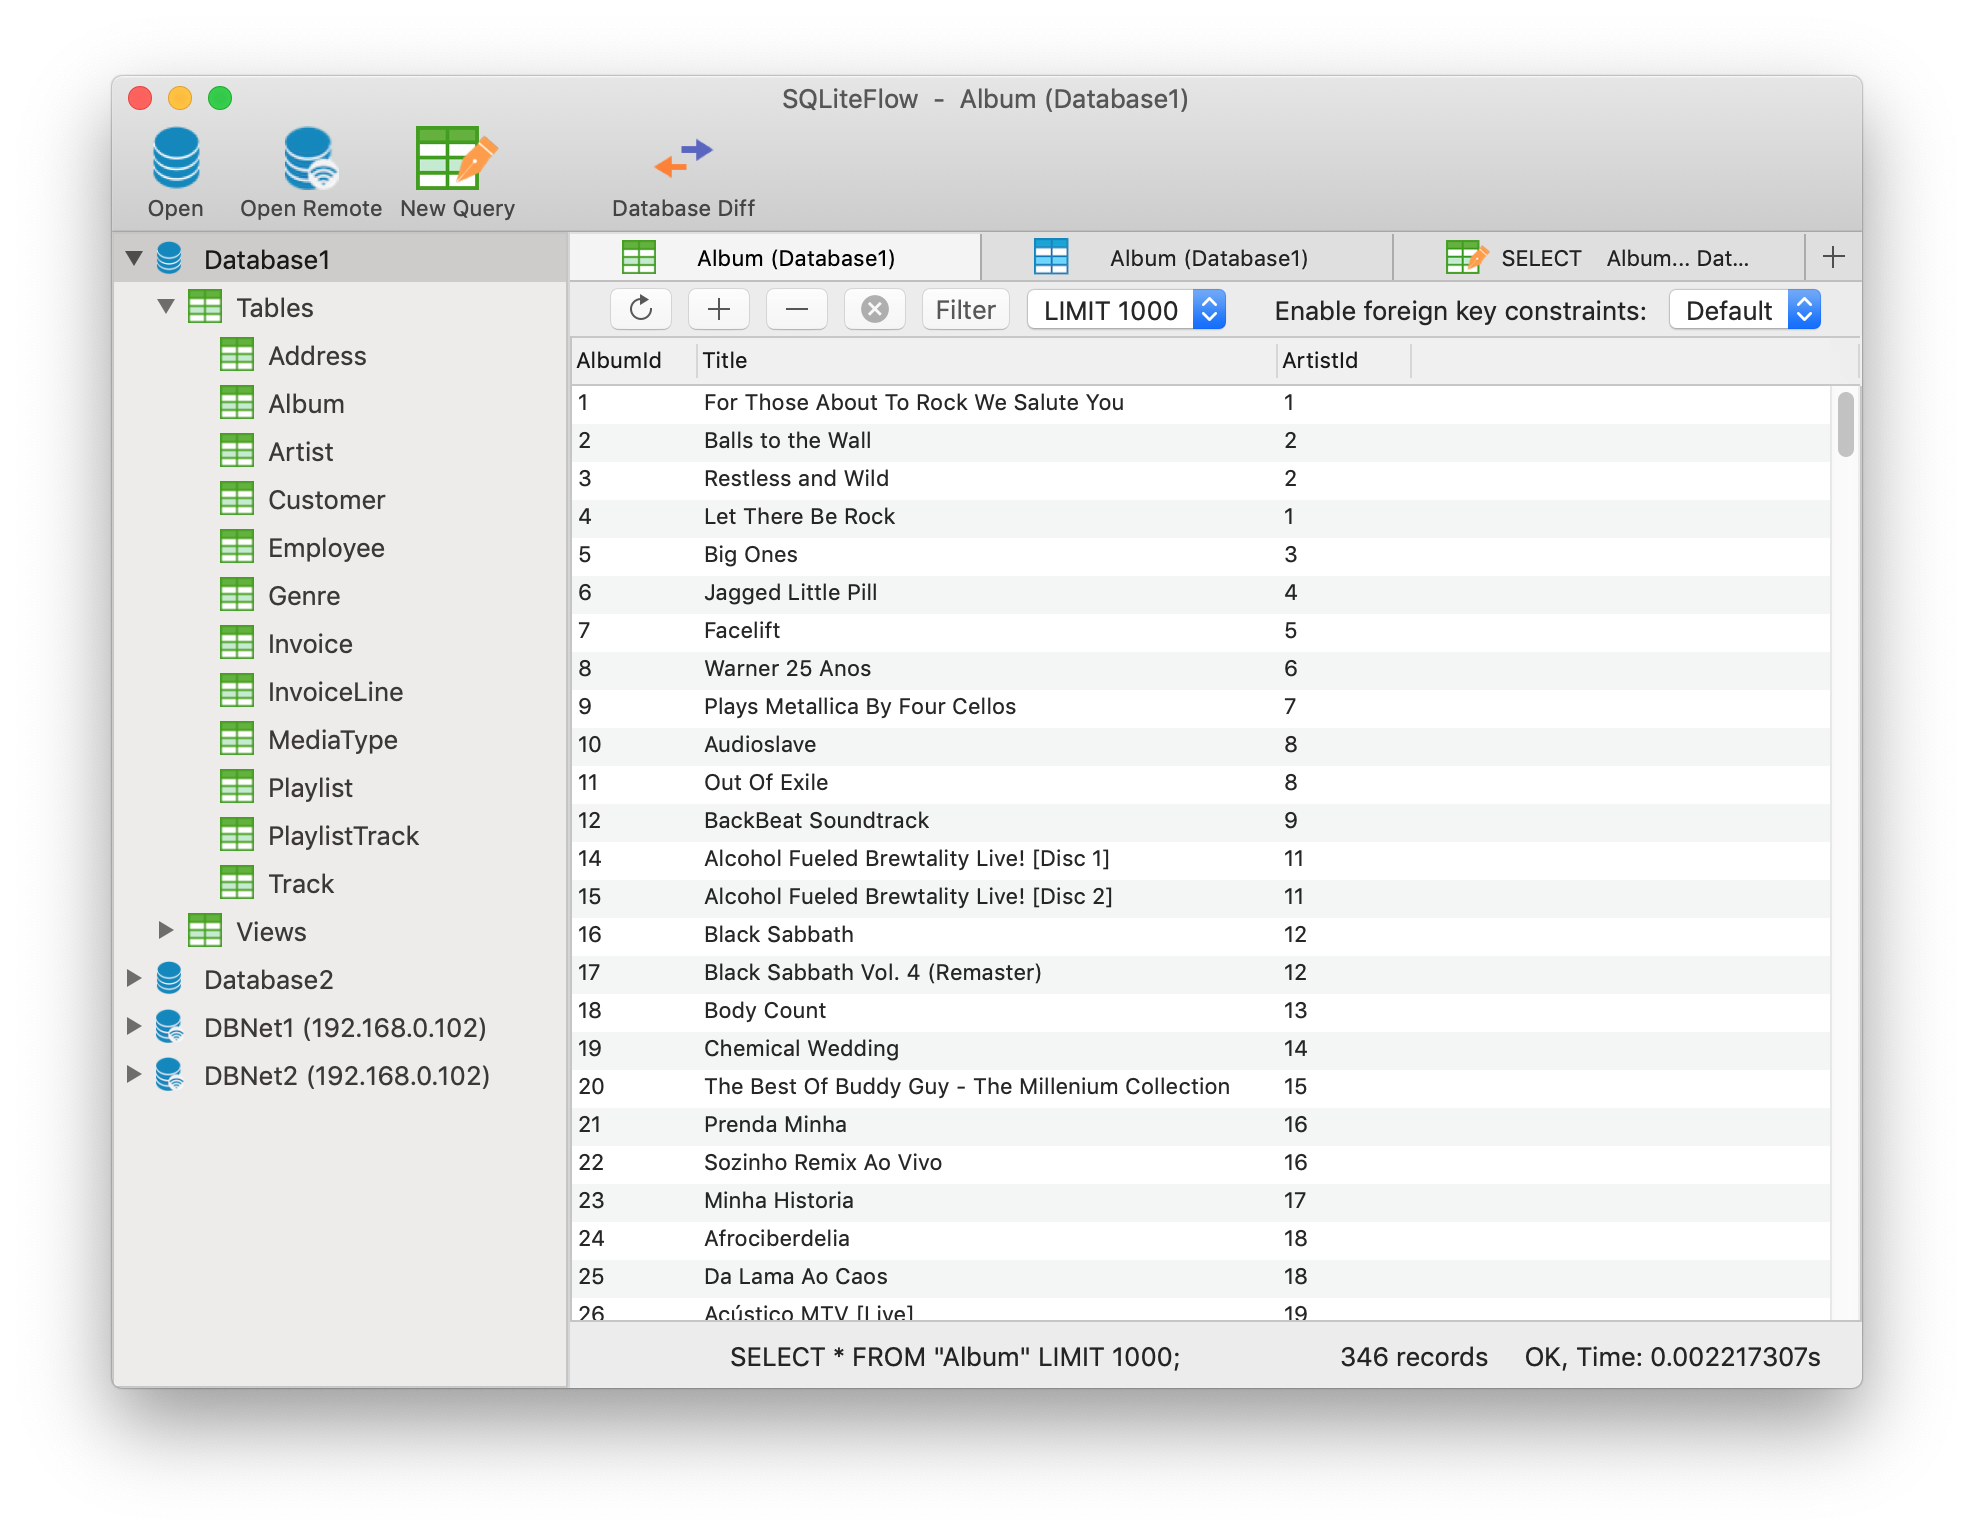 SQLiteFlow - Album (Database1)
Open
Open Remote
New Query
Database Diff
Database1
Tables
Address
Album
Artist
Customer
Employee
Genre
Invoice
InvoiceLine
MediaType
Playlist
PlaylistTrack
Track
Views
Database2
DBNet1 (192.168.0.102)
DBNet2 (192.168.0.102)
Album (Database1)
Album (Database1)
SELECT Album... Dat...
Filter
LIMIT 1000
Enable foreign key constraints:
Default
AlbumId Title ArtistId
1 For Those About To Rock We Salute You 1
2 Balls to the Wall 2
3 Restless and Wild 2
4 Let There Be Rock 1
5 Big Ones 3
6 Jagged Little Pill 4
7 Facelift 5
8 Warner 25 Anos 6
9 Plays Metallica By Four Cellos 7
10 Audioslave 8
11 Out Of Exile 8
12 BackBeat Soundtrack 9
14 Alcohol Fueled Brewtality Live! [Disc 1] 11
15 Alcohol Fueled Brewtality Live! [Disc 2] 11
16 Black Sabbath 12
17 Black Sabbath Vol. 4 (Remaster) 12
18 Body Count 13
19 Chemical Wedding 14
20 The Best Of Buddy Guy - The Millenium Collection 15
21 Prenda Minha 16
22 Sozinho Remix Ao Vivo 16
23 Minha Historia 17
24 Afrociberdelia 18
25 Da Lama Ao Caos 18
26 Acústico MTV [Live] 19
SELECT * FROM "Album" LIMIT 1000;
346 records
OK, Time: 0.002217307s